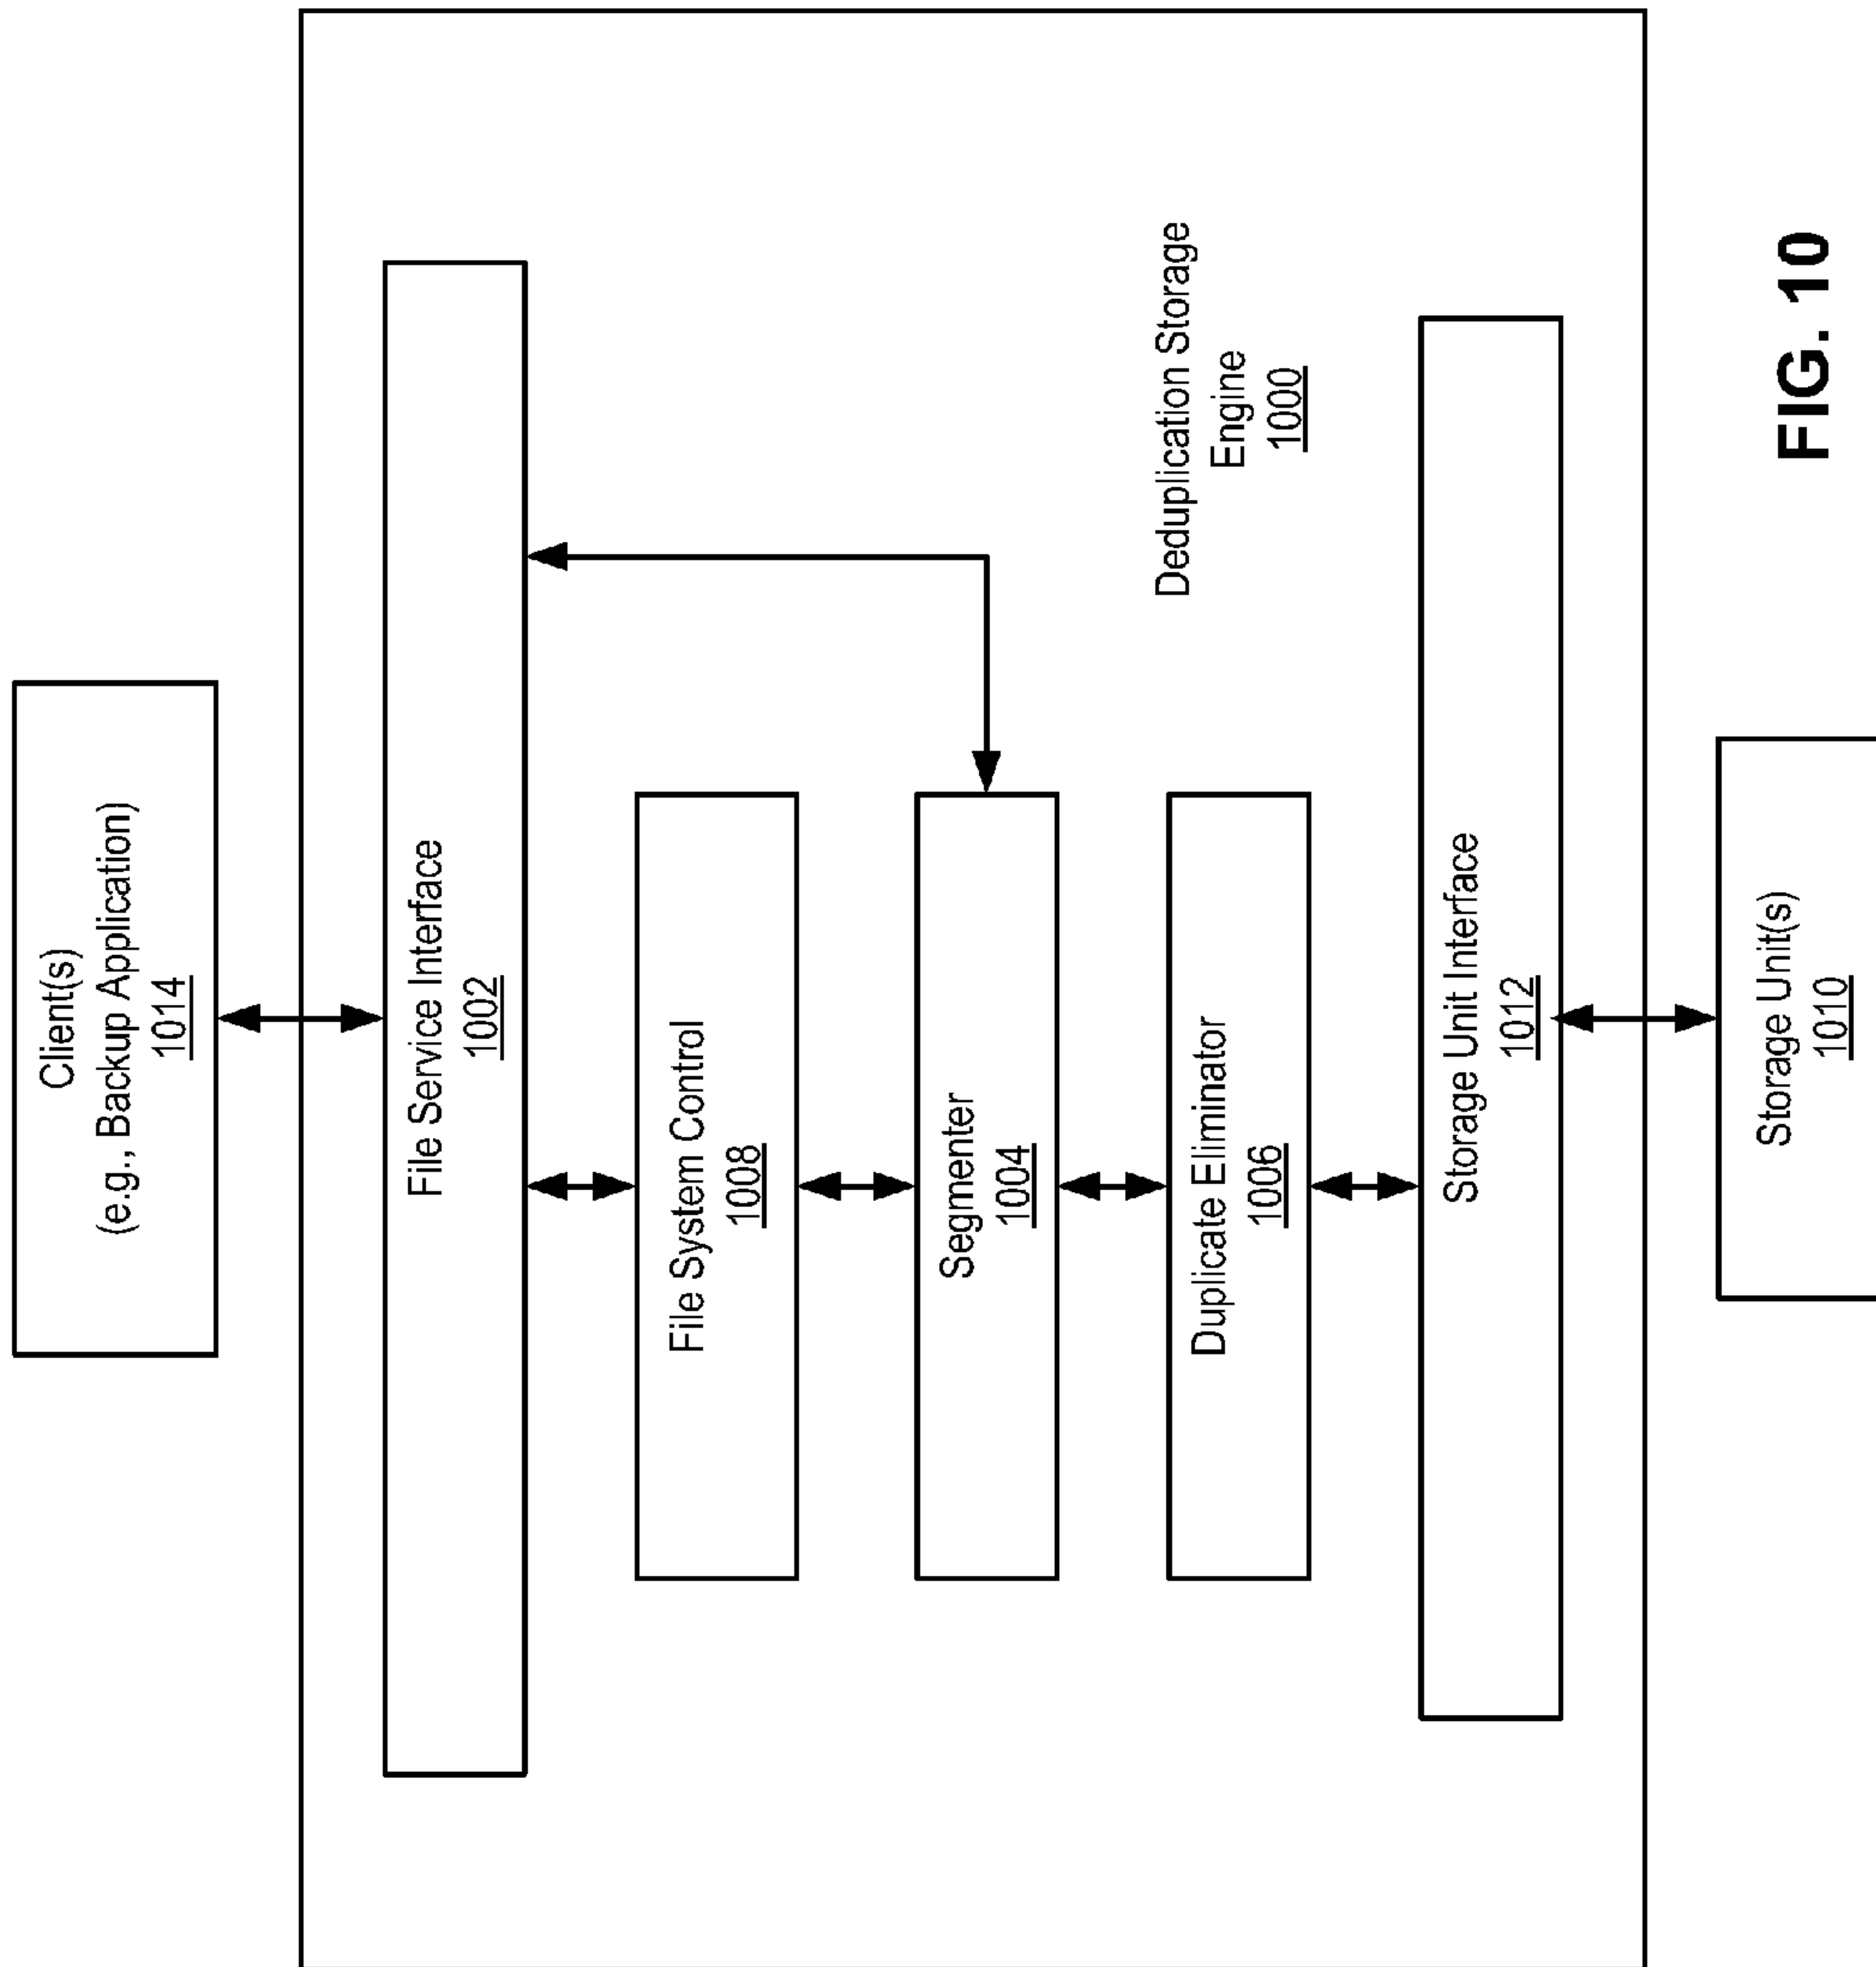 Client(s)
(e.g., Backup Application)
1014
File Service Interface
1002
File System Control
1008
Segmenter
1004
Duplicate Eliminator
1006
Deduplication Storage
Engine
1000
Storage Unit Interface
1012
Storage Unit(s)
1010
FIG. 10